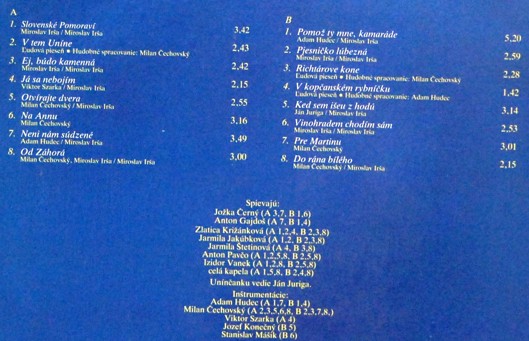 A
1. Slovenské Pomoraví 3,42
Miroslav Iria / Miroslav Iria
2. V tem Uníne 2,43
Ľudová pieseň • Hudobné spracovanie: Milan Čechovský
3. Ej, búdo kamenná 2,42
Miroslav Iria / Miroslav Iria
4. Já sa nebojím 2,15
Viktor Szarka / Miroslav Iria
5. Otvírajte dvera 2,55
Milan Čechovský / Miroslav Iria
6. Na Annu 3,16
Milan Čechovský
7. Neni nám súdzené 3,49
Adam Hudec / Miroslav Iria
8. Od Záhorá 3,00
Milan Čechovský, Miroslav Iria / Miroslav Iria
B
1. Pomož ty mne, kamaráde 5,20
Adam Hudec / Miroslav Iria
2. Pjesničko lúbezná 2,59
Miroslav Iria / Miroslav Iria
3. Richtárove kone 2,28
Ľudová pieseň • Hudobné spracovanie: Milan Čechovský
4. V kopčanském rybníčku 1,42
Ľudová pieseň • Hudobné spracovanie: Adam Hudec
5. Ked sem išeu z hodú 3,14
Ján Juriga / Miroslav Iria
6. Vinohradem chodím sám 2,53
Miroslav Iria / Miroslav Iria
7. Pre Martinu 3,01
Milan Čechovský
8. Do rána bílého 2,15
Milan Čechovský / Miroslav Iria
Spievajú:
Jožka Černý (A 3,7, B 1,6)
Anton Gajdoš (A 7, B 1,4)
Zlatica Križánková (A 1,2,4, B 2,3,8)
Jarmila Jakúbková (A 1,2, B 2,3,8)
Jarmila Štetinová (A 4, B 3,8)
Anton Pavčo (A 1,2,5,8, B 2,5,8)
Izidor Vanek (A 1,2,8, B 2,5,8)
celá kapela (A 1,5,8, B 2,4,8)
Unínčanku vedie Ján Juriga.
Inštrumentácie:
Adam Hudec (A 1,7, B 1,4)
Milan Čechovský (A 2,3,5,6,8, B 2,3,7,8,)
Viktor Szarka (A 4)
Jozef Konečný (B 5)
Stanislav Mášik (B 6)